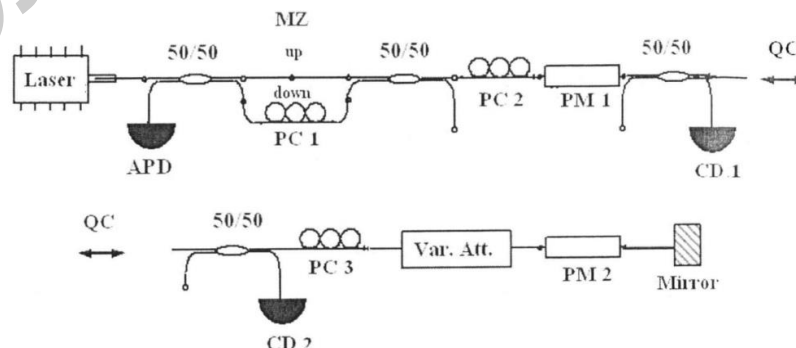 MZ
50/50 up 50/50 50/50 QC
Laser down PC 2 PM 1
PC 1
APD CD.1
QC 50/50
PC 3 Var. Att. PM 2 Mirror
CD.2